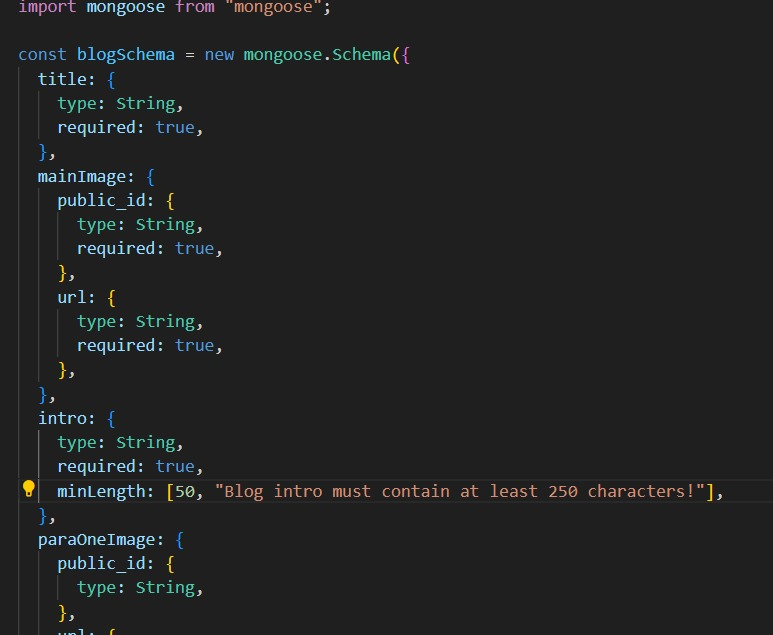 import mongoose from "mongoose";
const blogSchema = new mongoose.Schema({
title: {
type: String,
required: true,
},
mainImage: {
public_id: {
type: String,
required: true,
},
url: {
type: String,
required: true,
},
},
intro: {
type: String,
required: true,
minLength: [50, "Blog intro must contain at least 250 characters!"],
},
paraOneImage: {
public_id: {
type: String,
},
url: {